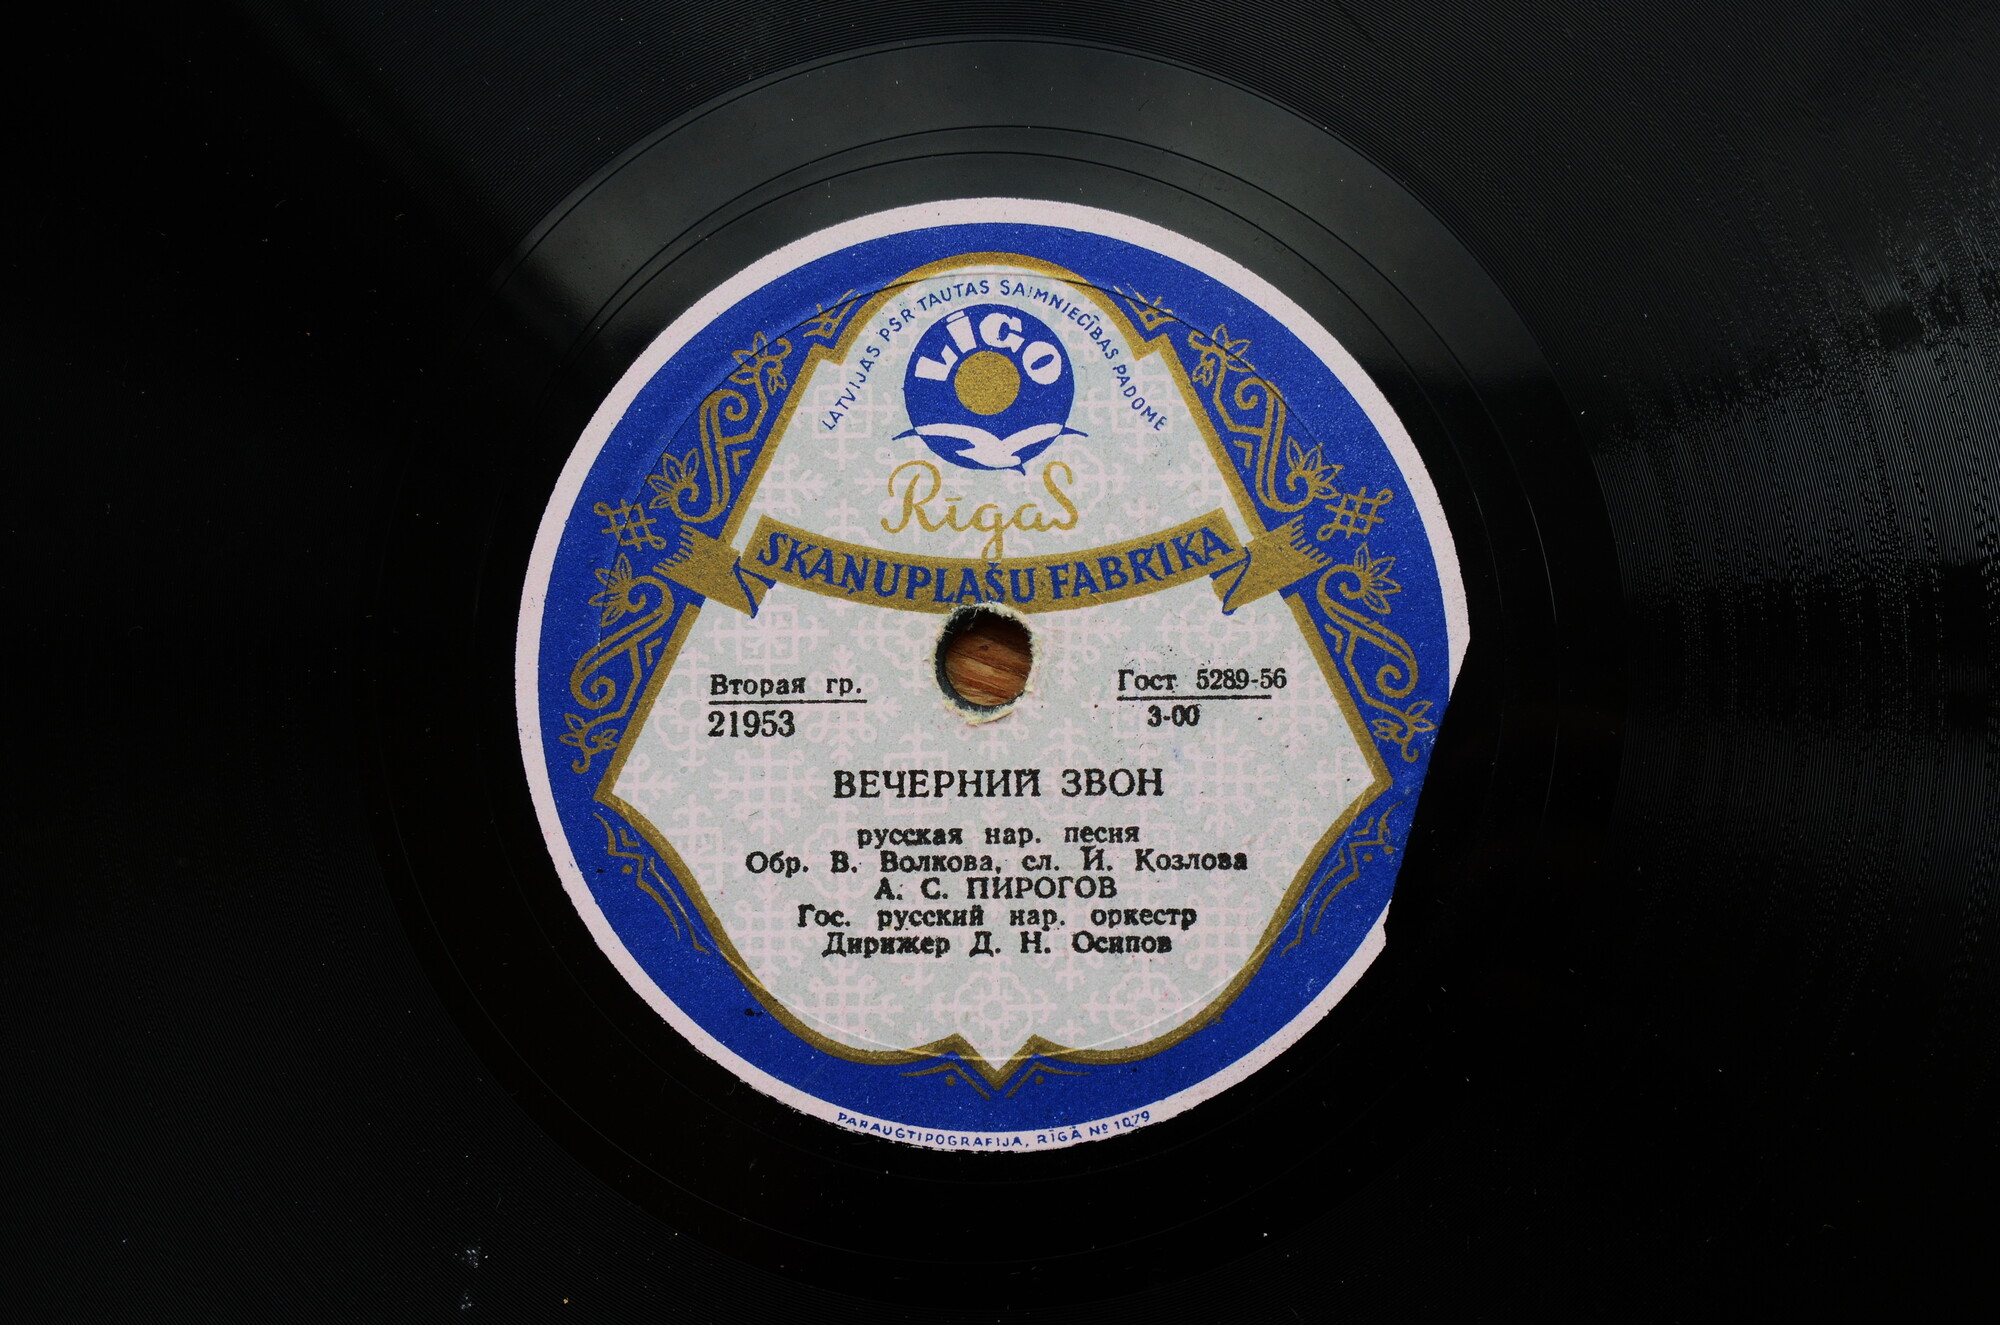 LATVIJAS PSR TAUTAS SAIMNIECĪBAS PADOME
LĪGO
Rīgas
SKAŅUPLAŠU FABRIKA
Вторая гр. Гост 5289-56
21953 3-00
ВЕЧЕРНИЙ ЗВОН
русская нар. песня
Обр. В. Волкова, сл. И. Козлова
А. С. ПИРОГОВ
Гос. русский нар. оркестр
Дирижер Д. Н. Осипов
PARAUGTIPOGRAFIJA, RĪGĀ № 1079